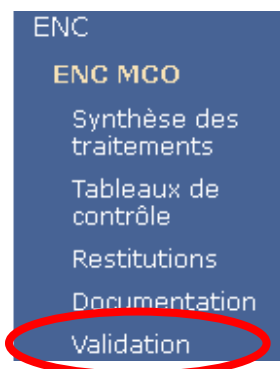 ENC
ENC MCO
Synthèse des
traitements
Tableaux de
contrôle
Restitutions
Documentation
Validation